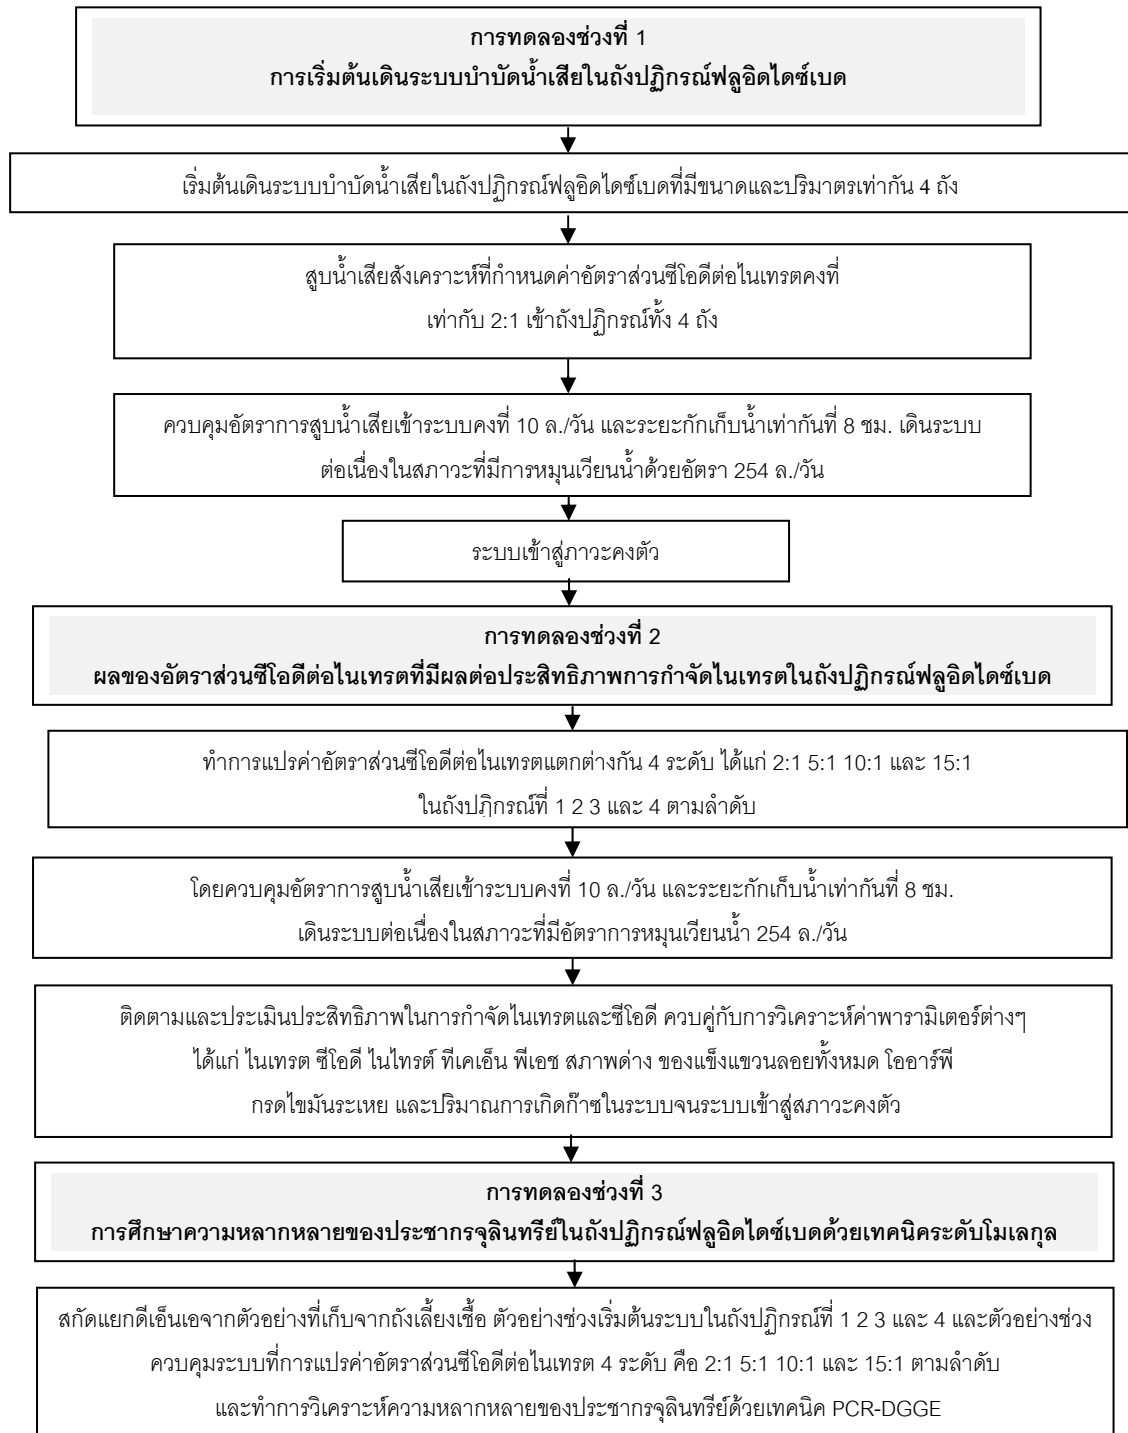 การทดลองช่วงที่ 1
การเริ่มต้นเดินระบบบำบัดน้ำเสียในถังปฏิกรณ์ฟลูอิดไดซ์เบด
เริ่มต้นเดินระบบบำบัดน้ำเสียในถังปฏิกรณ์ฟลูอิดไดซ์เบดที่มีขนาดและปริมาตรเท่ากัน 4 ถัง
สูบน้ำเสียสังเคราะห์ที่กำหนดค่าอัตราส่วนซีโอดีต่อไนเทรตคงที่
เท่ากับ 2:1 เข้าถังปฏิกรณ์ทั้ง 4 ถัง
ควบคุมอัตราการสูบน้ำเสียเข้าระบบคงที่ 10 ล./วัน และระยะกักเก็บน้ำเท่ากันที่ 8 ชม. เดินระบบ
ต่อเนื่องในสภาวะที่มีการหมุนเวียนน้ำด้วยอัตรา 254 ล./วัน
ระบบเข้าสู่ภาวะคงตัว
การทดลองช่วงที่ 2
ผลของอัตราส่วนซีโอดีต่อไนเทรตที่มีผลต่อประสิทธิภาพการกำจัดไนเทรตในถังปฏิกรณ์ฟลูอิดไดซ์เบด
ทำการแปรค่าอัตราส่วนซีโอดีต่อไนเทรตแตกต่างกัน 4 ระดับ ได้แก่ 2:1 5:1 10:1 และ 15:1
ในถังปฏิกรณ์ที่ 1 2 3 และ 4 ตามลำดับ
โดยควบคุมอัตราการสูบน้ำเสียเข้าระบบคงที่ 10 ล./วัน และระยะกักเก็บน้ำเท่ากันที่ 8 ชม.
เดินระบบต่อเนื่องในสภาวะที่มีอัตราการหมุนเวียนน้ำ 254 ล./วัน
ติดตามและประเมินประสิทธิภาพในการกำจัดไนเทรตและซีโอดี ควบคู่กับการวิเคราะห์ค่าพารามิเตอร์ต่างๆ
ได้แก่ ไนเทรต ซีโอดี ไนไทรต์ ทีเคเอ็น พีเอช สภาพด่าง ของแข็งแขวนลอยทั้งหมด โออาร์พี
กรดไขมันระเหย และปริมาณการเกิดก๊าซในระบบจนระบบเข้าสู่สภาวะคงตัว
การทดลองช่วงที่ 3
การศึกษาความหลากหลายของประชากรจุลินทรีย์ในถังปฏิกรณ์ฟลูอิดไดซ์เบดด้วยเทคนิคระดับโมเลกุล
สกัดแยกดีเอ็นเอจากตัวอย่างที่เก็บจากถังเลี้ยงเชื้อ ตัวอย่างช่วงเริ่มต้นระบบในถังปฏิกรณ์ที่ 1 2 3 และ 4 และตัวอย่างช่วง
ควบคุมระบบที่การแปรค่าอัตราส่วนซีโอดีต่อไนเทรต 4 ระดับ คือ 2:1 5:1 10:1 และ 15:1 ตามลำดับ
และทำการวิเคราะห์ความหลากหลายของประชากรจุลินทรีย์ด้วยเทคนิค PCR-DGGE